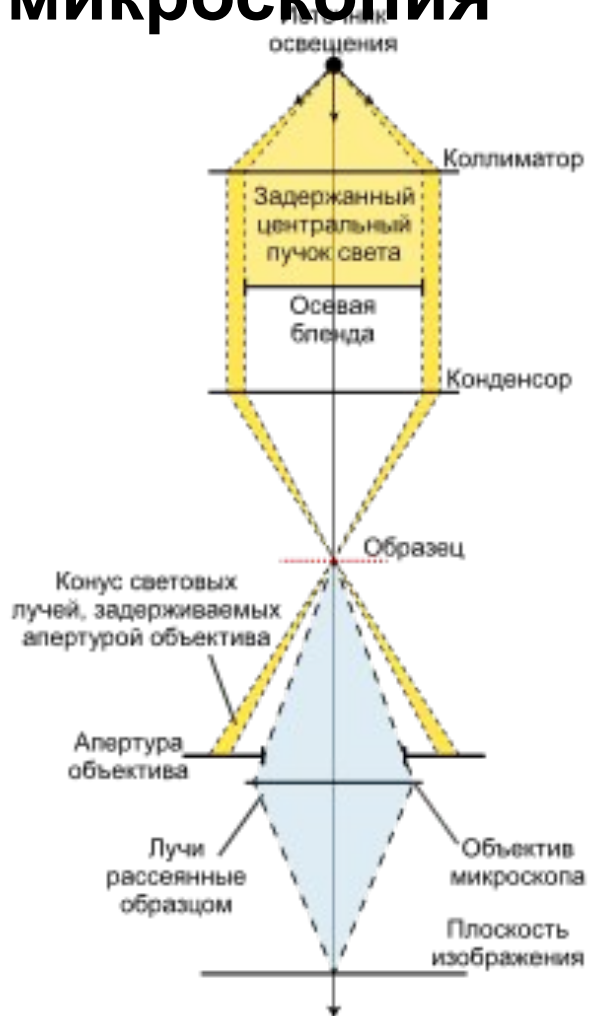 микроскопия
Источник
освещения
Коллиматор
Задержанный
центральный
пучок света
Осевая
бленда
Конденсор
Образец
Конус световых
лучей, задерживаемых
апертурой объектива
Апертура
объектива
Лучи
рассеянные
образцом
Объектив
микроскопа
Плоскость
изображения